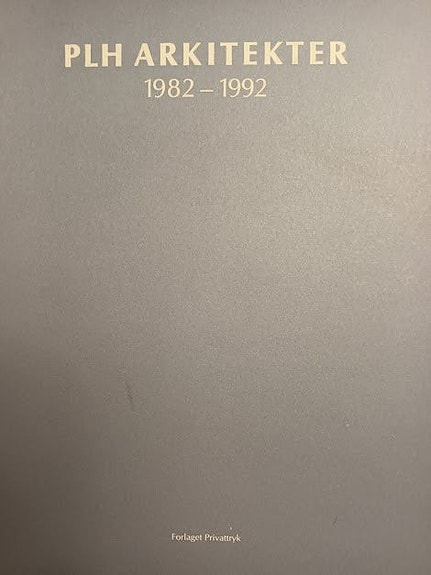 PLH ARKITEKTER
1982 – 1992
Forlaget Privattryk